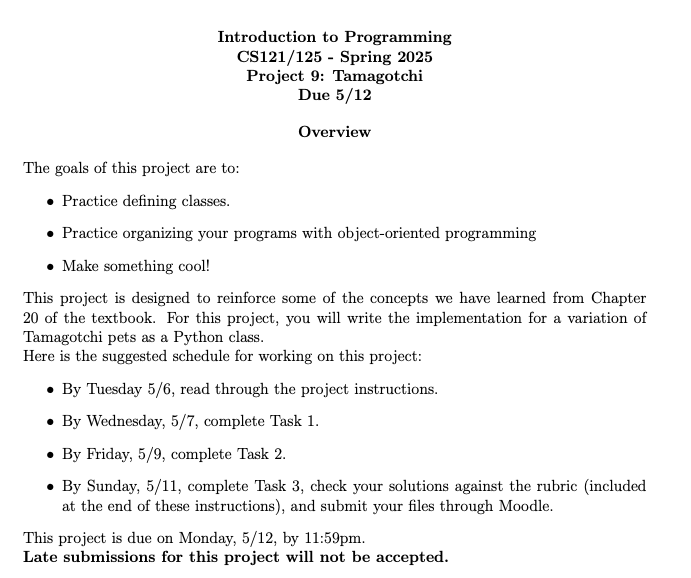 Introduction to Programming
CS121/125 - Spring 2025
Project 9: Tamagotchi
Due 5/12
Overview
The goals of this project are to:
• Practice defining classes.
• Practice organizing your programs with object-oriented programming
• Make something cool!
This project is designed to reinforce some of the concepts we have learned from Chapter
20 of the textbook. For this project, you will write the implementation for a variation of
Tamagotchi pets as a Python class.
Here is the suggested schedule for working on this project:
• By Tuesday 5/6, read through the project instructions.
• By Wednesday, 5/7, complete Task 1.
• By Friday, 5/9, complete Task 2.
• By Sunday, 5/11, complete Task 3, check your solutions against the rubric (included
at the end of these instructions), and submit your files through Moodle.
This project is due on Monday, 5/12, by 11:59pm.
Late submissions for this project will not be accepted.